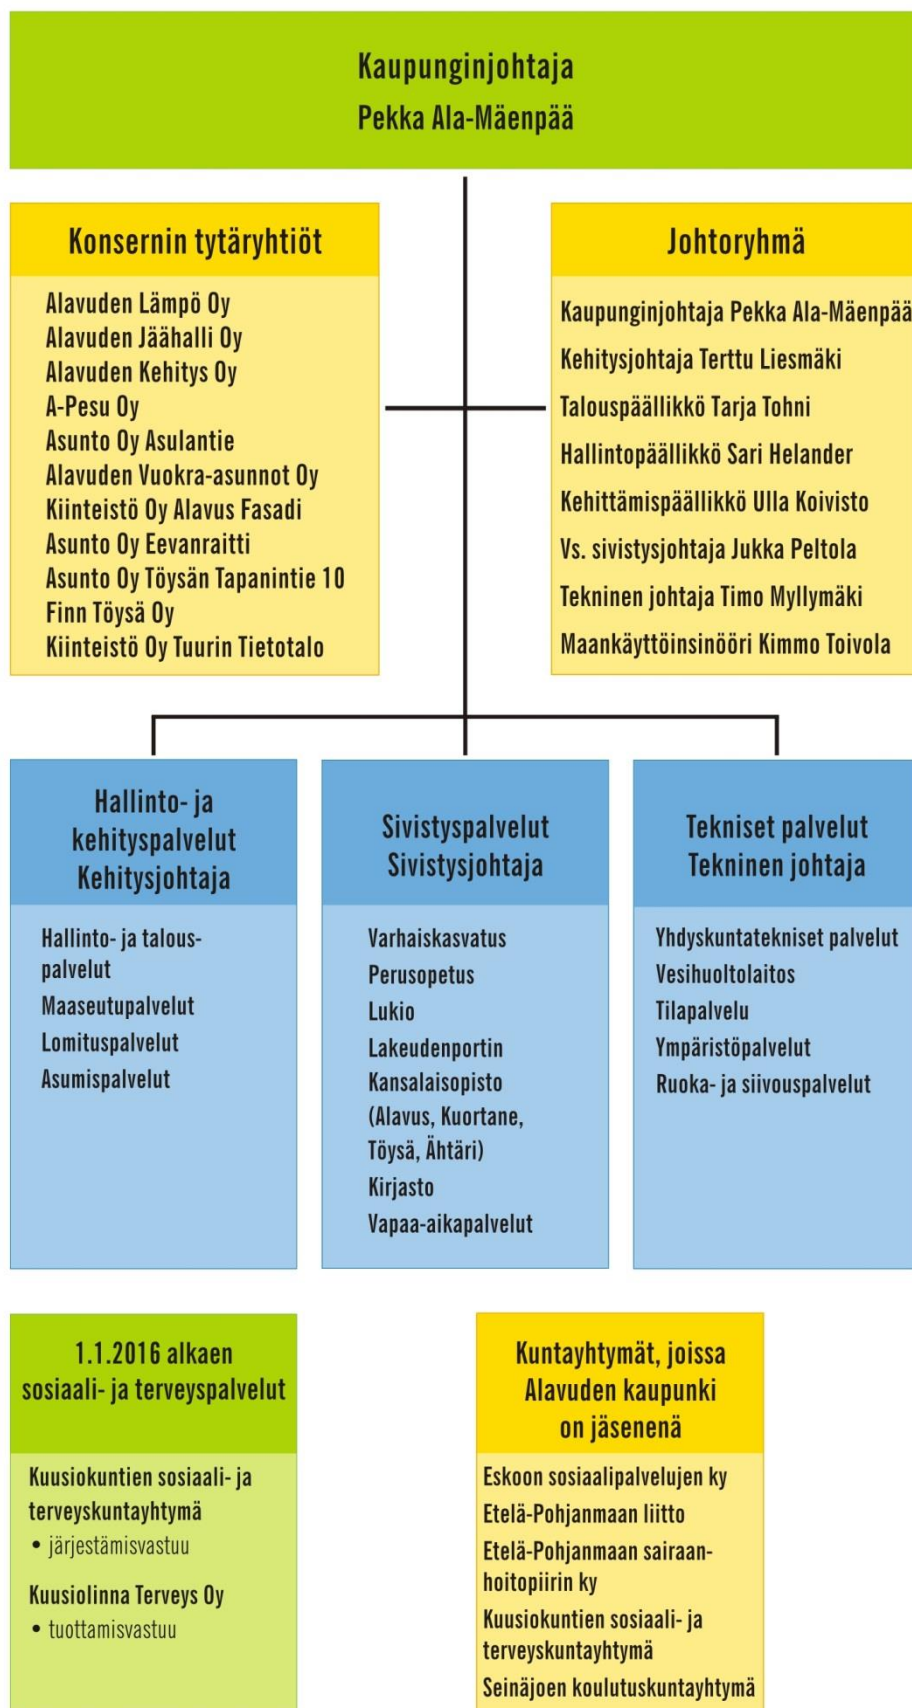 Kaupunginjohtaja
Pekka Ala-Mäenpää
Konsernin tytäryhtiöt
Alavuden Lämpö Oy
Alavuden Jäähalli Oy
Alavuden Kehitys Oy
A-Pesu Oy
Asunto Oy Asulantie
Alavuden Vuokra-asunnot Oy
Kiinteistö Oy Alavus Fasadi
Asunto Oy Eevanraitti
Asunto Oy Töysän Tapanintie 10
Finn Töysä Oy
Kiinteistö Oy Tuurin Tietotalo
Johtoryhmä
Kaupunginjohtaja Pekka Ala-Mäenpää
Kehitysjohtaja Terttu Liesmäki
Talouspäällikkö Tarja Tohni
Hallintopäällikkö Sari Helander
Kehittämispäällikkö Ulla Koivisto
Vs. sivistysjohtaja Jukka Peltola
Tekninen johtaja Timo Myllymäki
Maankäyttöinsinööri Kimmo Toivola
Hallinto- ja
kehityspalvelut
Kehitysjohtaja
Hallinto- ja talous-
palvelut
Maaseutupalvelut
Lomituspalvelut
Asumispalvelut
Sivistyspalvelut
Sivistysjohtaja
Varhaiskasvatus
Perusopetus
Lukio
Lakeudenportin
Kansalaisopisto
(Alavus, Kuortane,
Töysä, Ähtäri)
Kirjasto
Vapaa-aikapalvelut
Tekniset palvelut
Tekninen johtaja
Yhdyskuntatekniset palvelut
Vesihuoltolaitos
Tilapalvelu
Ympäristöpalvelut
Ruoka- ja siivouspalvelut
1.1.2016 alkaen
sosiaali- ja terveyspalvelut
Kuusiokuntien sosiaali- ja
terveyskuntayhtymä
• järjestämisvastuu
Kuusiolinna Terveys Oy
• tuottamisvastuu
Kuntayhtymät, joissa
Alavuden kaupunki
on jäsenenä
Eskoon sosiaalipalvelujen ky
Etelä-Pohjanmaan liitto
Etelä-Pohjanmaan sairaan-
hoitopiirin ky
Kuusiokuntien sosiaali- ja
terveyskuntayhtymä
Seinäjoen koulutuskuntayhtymä